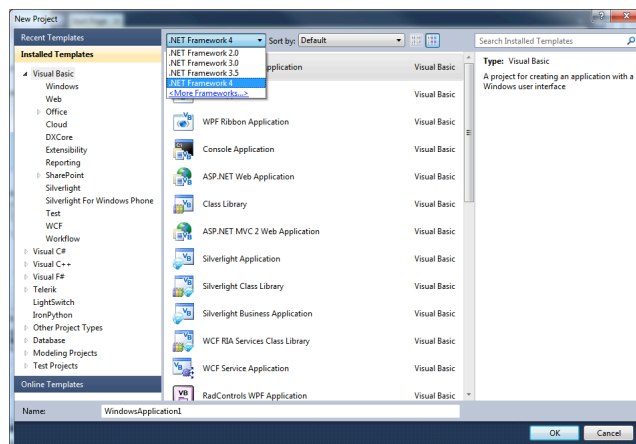 New Project
Recent Templates
.NET Framework 4
Sort by: Default
Search Installed Templates
Installed Templates
.NET Framework 2.0
.NET Framework 3.0
.NET Framework 3.5
.NET Framework 4
<More Frameworks...>
pplication Visual Basic
Visual Basic
WPF Ribbon Application Visual Basic
Console Application Visual Basic
ASP.NET Web Application Visual Basic
Class Library Visual Basic
ASP.NET MVC 2 Web Application Visual Basic
Silverlight Application Visual Basic
Silverlight Class Library Visual Basic
Silverlight Business Application Visual Basic
WCF RIA Services Class Library Visual Basic
WCF Service Application Visual Basic
RadControls WPF Application Visual Basic
Type: Visual Basic
A project for creating an application with a
Windows user interface
Visual Basic
Windows
Web
Office
Cloud
DXCore
Extensibility
Reporting
SharePoint
Silverlight
Silverlight For Windows Phone
Test
WCF
Workflow
Visual C#
Visual C++
Visual F#
Telerik
LightSwitch
IronPython
Other Project Types
Database
Modeling Projects
Test Projects
Online Templates
Name: WindowsApplication1
OK Cancel